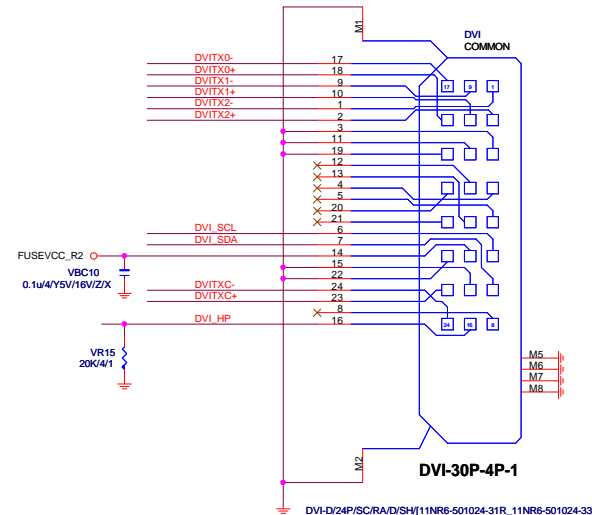 M1
DVI
COMMON
DVITX0- 17
DVITX0+ 18
DVITX1- 9
DVITX1+ 10
DVITX2- 1
DVITX2+ 2
3
11
19
12
13
4
5
20
21
DVI_SCL 6
DVI_SDA 7
FUSEVCC_R2 14
15
22
DVITXC- 24
DVITXC+ 23
8
DVI_HP 16
17 9 1
24 16 8
VBC10
0.1u/4/Y5V/16V/Z/X
VR15
20K/4/1
M5
M6
M7
M8
M2
DVI-30P-4P-1
DVI-D/24P/SC/RA/D/SH/[11NR6-501024-31R_11NR6-501024-33